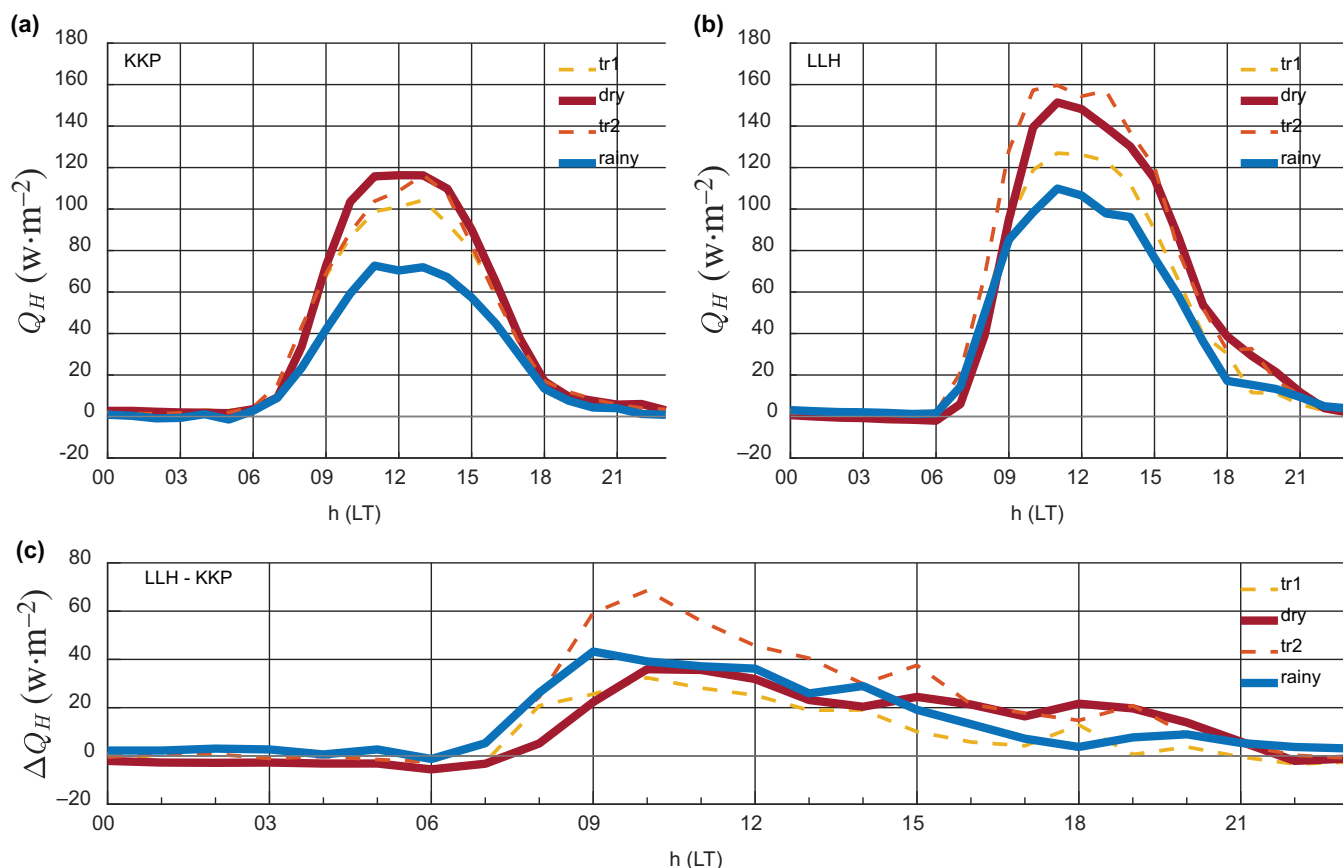 (a)
180
160
140
120
100
80
60
40
20
0
-20
Q_H (w·m⁻²)
KKP
tr1
dry
tr2
rainy
00 03 06 09 12 15 18 21
h (LT)
(b)
180
160
140
120
100
80
60
40
20
0
−20
Q_H (w·m⁻²)
LLH
tr1
dry
tr2
rainy
00 03 06 09 12 15 18 21
h (LT)
(c)
80
60
40
20
0
−20
ΔQ_H (w·m⁻²)
LLH - KKP
tr1
dry
tr2
rainy
00 03 06 09 12 15 18 21
h (LT)